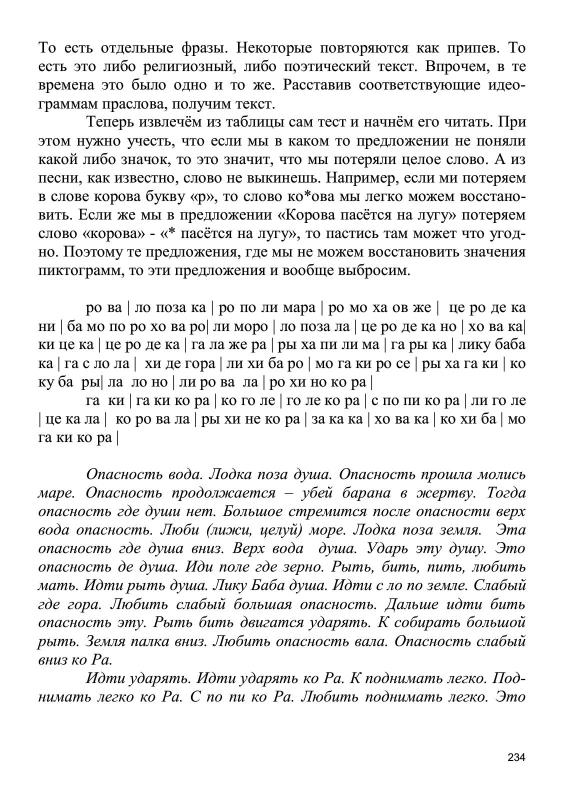 То есть отдельные фразы. Некоторые повторяются как припев. То
есть это либо религиозный, либо поэтический текст. Впрочем, в те
времена это было одно и то же. Расставив соответствующие идео-
граммам праслова, получим текст.
Теперь извлечём из таблицы сам тест и начнём его читать. При
этом нужно учесть, что если мы в каком то предложении не поняли
какой либо значок, то это значит, что мы потеряли целое слово. А из
песни, как известно, слово не выкинешь. Например, если ми потеряем
в слове корова букву «р», то слово ко*ова мы легко можем восстано-
вить. Если же мы в предложении «Корова пасётся на лугу» потеряем
слово «корова» - «* пасётся на лугу», то пастись там может что угод-
но. Поэтому те предложения, где мы не можем восстановить значения
пиктограмм, то эти предложения и вообще выбросим.
ро ва | ло поза ка | ро по ли мара | ро мо ха ов же | це ро де ка
ни | ба мо по ро хо ва ро| ли моро | ло поза ла | це ро де ка но | хо ва ка|
ки це ка | це ро де ка | га ла же ра | ры ха пи ли ма | га ры ка | лику баба
ка | га с ло ла | хи де гора | ли хи ба ро | мо га ки ро се | ры ха га ки | ко
ку ба ры| ла ло но | ли ро ва ла | ро хи но ко ра |
га ки | га ки ко ра | ко го ле | го ле ко ра | с по пи ко ра | ли го ле
| це ка ла | ко ро ва ла | ры хи не ко ра | за ка ка | хо ва ка | ко хи ба | мо
га ки ко ра |
Опасность вода. Лодка поза душа. Опасность прошла молись
маре. Опасность продолжается – убей барана в жертву. Тогда
опасность где души нет. Большое стремится после опасности верх
вода опасность. Люби (лижи, целуй) море. Лодка поза земля. Эта
опасность где душа вниз. Верх вода душа. Ударь эту душу. Это
опасность де душа. Иди поле где зерно. Рыть, бить, пить, любить
мать. Идти рыть душа. Лику Баба душа. Идти с ло по земле. Слабый
где гора. Любить слабый большая опасность. Дальше идти бить
опасность эту. Рыть бить двигатся ударять. К собирать большой
рыть. Земля палка вниз. Любить опасность вала. Опасность слабый
вниз ко Ра.
Идти ударять. Идти ударять ко Ра. К поднимать легко. Под-
нимать легко ко Ра. С по пи ко Ра. Любить поднимать легко. Это
234